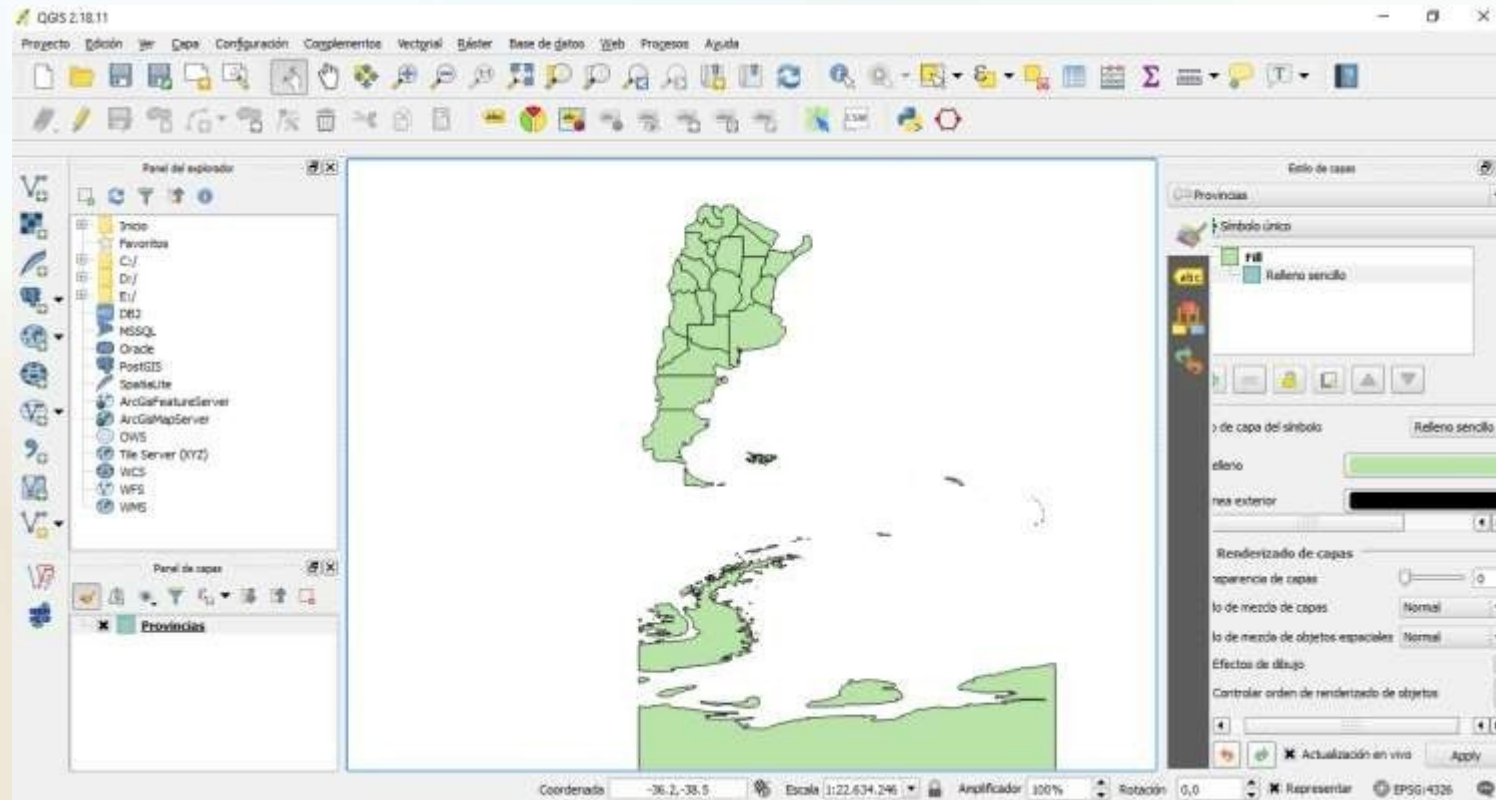 QGIS 2.18.11
Proyecto Edición Ver Capa Configuración Complementos Vectorial Ráster Base de datos Web Procesos Ayuda
Panel del explorador
Inicio
Favoritos
C:/
D:/
E:/
DB2
MSSQL
Oracle
PostGIS
SpatiaLite
ArcGisFeatureServer
ArcGisMapServer
OWS
Tile Server (XYZ)
WCS
WFS
WMS
Panel de capas
Provincias
Estilo de capas
Provincias
Símbolo único
Fill
Relleno sencillo
de capa del símbolo Relleno sencillo
elleno
nea exterior
Renderizado de capas
nsparencia de capas 0
lo de mezcla de capas Normal
lo de mezcla de objetos espaciales Normal
Efectos de dibujo
Controlar orden de renderizado de objetos
Actualización en vivo Apply
Coordenada -36.2,-38.5 Escala 1:22.634.246 Amplificador 100% Rotación 0,0 Representar EPSG:4326